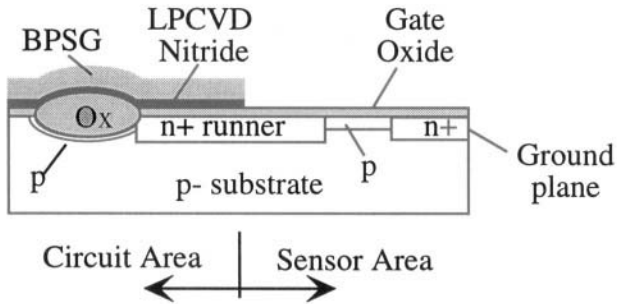 LPCVD
Nitride
BPSG
Gate
Oxide
Ox
n+ runner
n+
p
p
p- substrate
Ground
plane
Circuit Area
Sensor Area